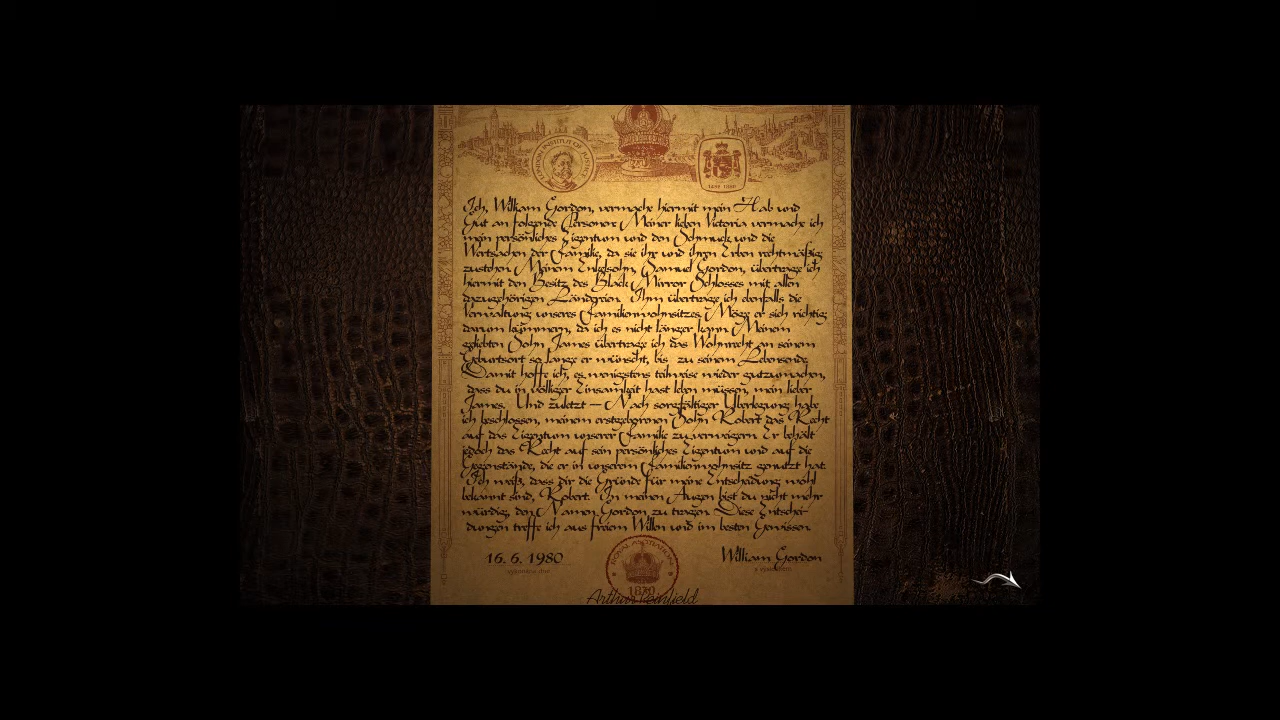 LONDON INSTITUT OF JUSTICE
1492 1080
Ich, William Gordon, vermache hiermit mein Hab und
Gut an folgende Personen: Meiner lieben Victoria vermache ich
mein persönliches Eigentum und den Schmuck und die
Wertsachen der Familie, da sie ihr und ihren Erben rechtmäßig
zustehen. Meinem Enkelsohn, Samuel Gordon, übertrage ich
hiermit den Besitz des Black Mirror Schlosses mit allen
dazugehörigen Ländereien. Ihm übertrage ich ebenfalls die
Verwaltung unseres Familienwohnsitzes. Möge er sich richtig
darum kümmern, da ich es nicht länger kann. Meinem
geliebten Sohn James übertrage ich das Wohnrecht an seinem
Geburtsort so lange er wünscht, bis zu seinem Lebensende.
Damit hoffe ich, es wenigstens teilweise wieder gutzumachen,
dass du in völliger Einsamkeit hast leben müssen, mein lieber
James. Und zuletzt – Nach sorgfältiger Überlegung habe
ich beschlossen, meinem erstgeborenen Sohn Robert das Recht
auf das Eigentum unserer Familie zu verweigern. Er behält
jedoch das Recht auf sein persönliches Eigentum und auf die
Gegenstände, die er in unserem Familienwohnsitz genutzt hat.
Ich weiß, dass dir die Gründe für meine Entscheidung wohl
bekannt sind, Robert. In meinen Augen bist du nicht mehr
würdig, den Namen Gordon zu tragen. Diese Entschei-
dungen treffe ich aus freiem Willen und im besten Gewissen.
16. 6. 1980 William Gordon
ROYAL
1830